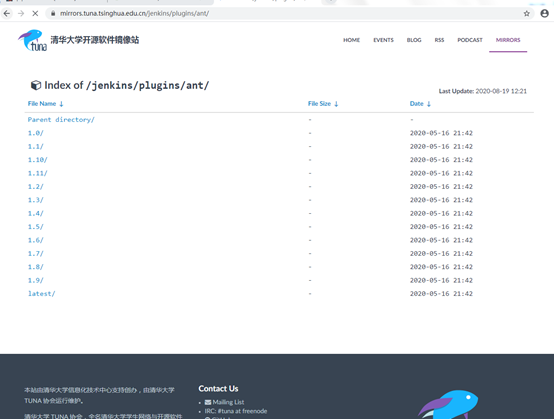 mirrors.tuna.tsinghua.edu.cn/jenkins/plugins/ant/
tuna 清华大学开源软件镜像站 HOME EVENTS BLOG RSS PODCAST MIRRORS
Index of /jenkins/plugins/ant/
Last Update: 2020-08-19 12:21
File Name ↓ File Size ↓ Date ↓
Parent directory/ - -
1.0/ - 2020-05-16 21:42
1.1/ - 2020-05-16 21:42
1.10/ - 2020-05-16 21:42
1.11/ - 2020-05-16 21:42
1.2/ - 2020-05-16 21:42
1.3/ - 2020-05-16 21:42
1.4/ - 2020-05-16 21:42
1.5/ - 2020-05-16 21:42
1.6/ - 2020-05-16 21:42
1.7/ - 2020-05-16 21:42
1.8/ - 2020-05-16 21:42
1.9/ - 2020-05-16 21:42
latest/ - 2020-05-16 21:42
本站由清华大学信息化技术中心支持创办，由清华大学
TUNA 协会运行维护。
清华大学 TUNA 协会，全名清华大学学生网络与开源软件
Contact Us
Mailing List
IRC: #tuna at freenode